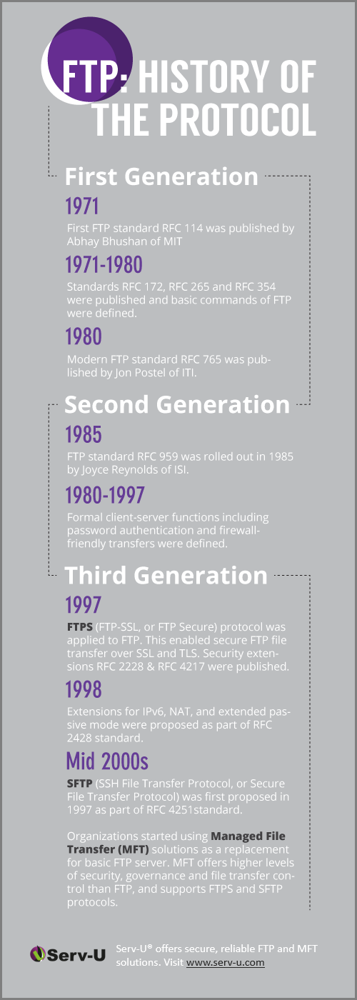 FTP: HISTORY OF
THE PROTOCOL
First Generation
1971
First FTP standard RFC 114 was published by
Abhay Bhushan of MIT
1971-1980
Standards RFC 172, RFC 265 and RFC 354
were published and basic commands of FTP
were defined.
1980
Modern FTP standard RFC 765 was pub-
lished by Jon Postel of ITI.
Second Generation
1985
FTP standard RFC 959 was rolled out in 1985
by Joyce Reynolds of ISI.
1980-1997
Formal client-server functions including
password authentication and firewall-
friendly transfers were defined.
Third Generation
1997
FTPS (FTP-SSL, or FTP Secure) protocol was
applied to FTP. This enabled secure FTP file
transfer over SSL and TLS. Security exten-
sions RFC 2228 & RFC 4217 were published.
1998
Extensions for IPv6, NAT, and extended pas-
sive mode were proposed as part of RFC
2428 standard.
Mid 2000s
SFTP (SSH File Transfer Protocol, or Secure
File Transfer Protocol) was first proposed in
1997 as part of RFC 4251standard.
Organizations started using Managed File
Transfer (MFT) solutions as a replacement
for basic FTP server. MFT offers higher levels
of security, governance and file transfer con-
trol than FTP, and supports FTPS and SFTP
protocols.
Serv-U
Serv-U® offers secure, reliable FTP and MFT
solutions. Visit www.serv-u.com